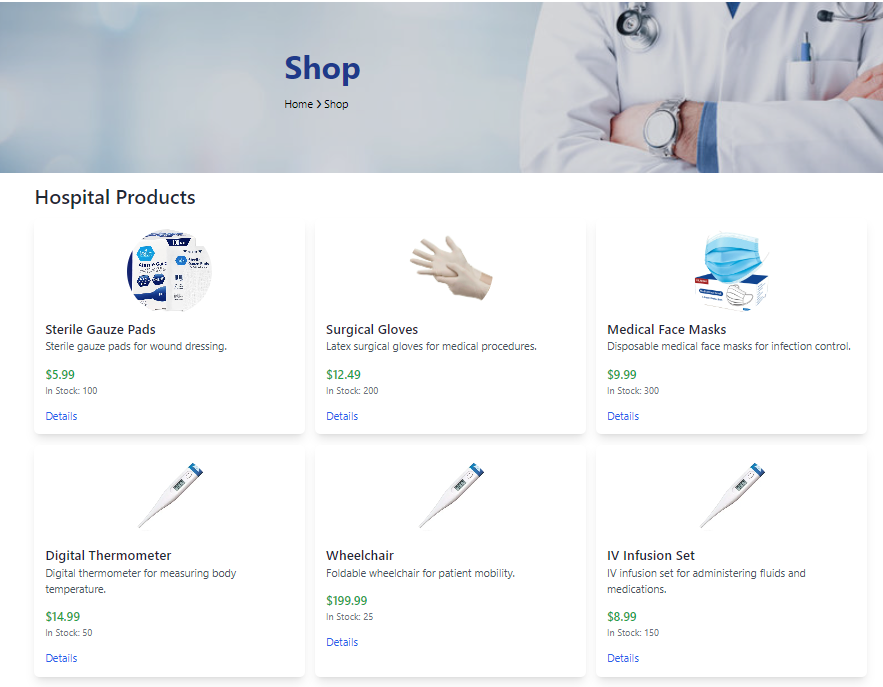 Shop
Home > Shop
Hospital Products
Sterile Gauze Pads
Sterile gauze pads for wound dressing.
$5.99
In Stock: 100
Details
Surgical Gloves
Latex surgical gloves for medical procedures.
$12.49
In Stock: 200
Details
Medical Face Masks
Disposable medical face masks for infection control.
$9.99
In Stock: 300
Details
Digital Thermometer
Digital thermometer for measuring body
temperature.
$14.99
In Stock: 50
Details
Wheelchair
Foldable wheelchair for patient mobility.
$199.99
In Stock: 25
Details
IV Infusion Set
IV infusion set for administering fluids and
medications.
$8.99
In Stock: 150
Details